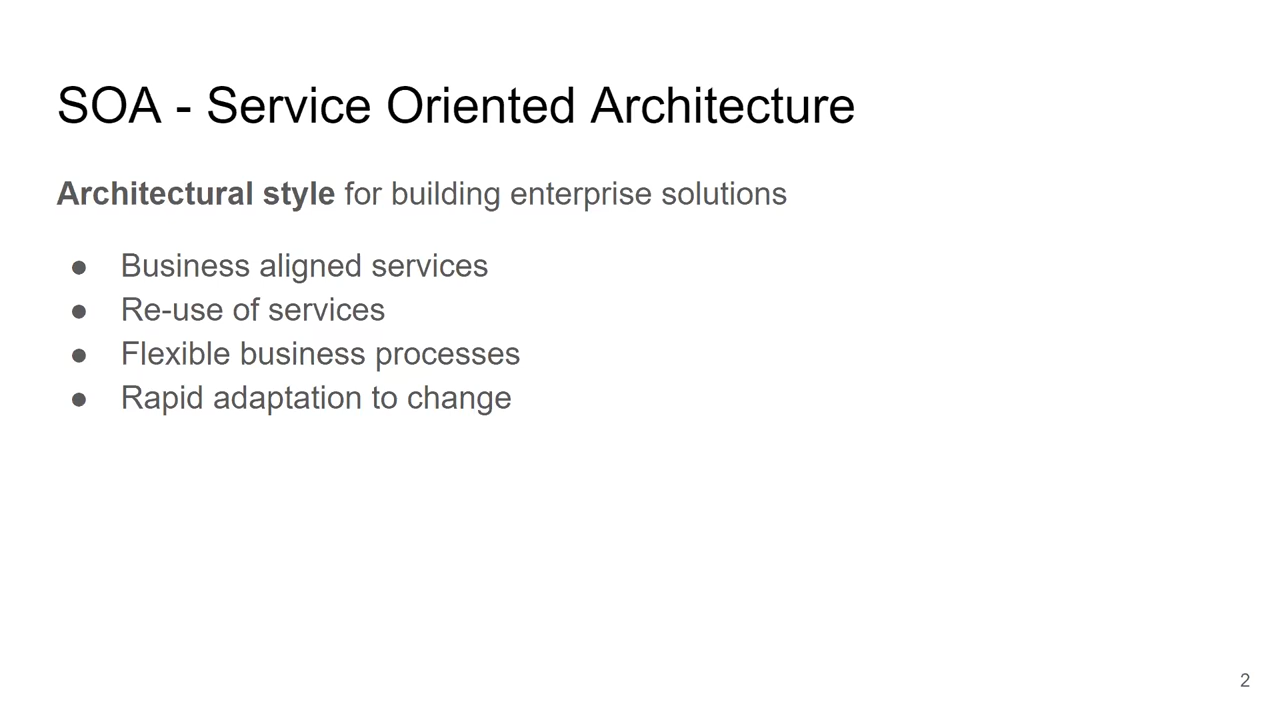 SOA - Service Oriented Architecture
Architectural style for building enterprise solutions
● Business aligned services
● Re-use of services
● Flexible business processes
● Rapid adaptation to change
2